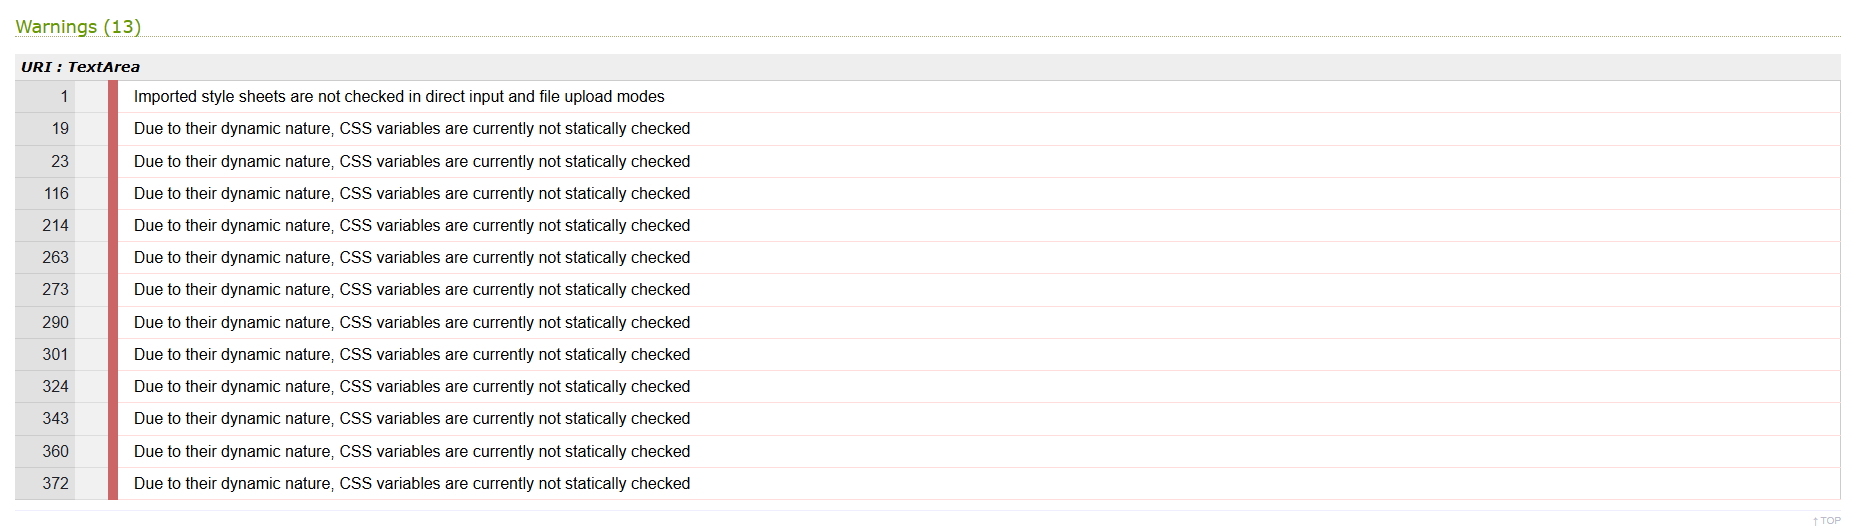 Warnings (13)
URI : TextArea
1 Imported style sheets are not checked in direct input and file upload modes
19 Due to their dynamic nature, CSS variables are currently not statically checked
23 Due to their dynamic nature, CSS variables are currently not statically checked
116 Due to their dynamic nature, CSS variables are currently not statically checked
214 Due to their dynamic nature, CSS variables are currently not statically checked
263 Due to their dynamic nature, CSS variables are currently not statically checked
273 Due to their dynamic nature, CSS variables are currently not statically checked
290 Due to their dynamic nature, CSS variables are currently not statically checked
301 Due to their dynamic nature, CSS variables are currently not statically checked
324 Due to their dynamic nature, CSS variables are currently not statically checked
343 Due to their dynamic nature, CSS variables are currently not statically checked
360 Due to their dynamic nature, CSS variables are currently not statically checked
372 Due to their dynamic nature, CSS variables are currently not statically checked
↑ TOP